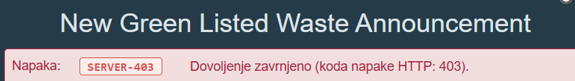 New Green Listed Waste Announcement
Napaka: SERVER-403 Dovoljenje zavrnjeno (koda napake HTTP: 403).